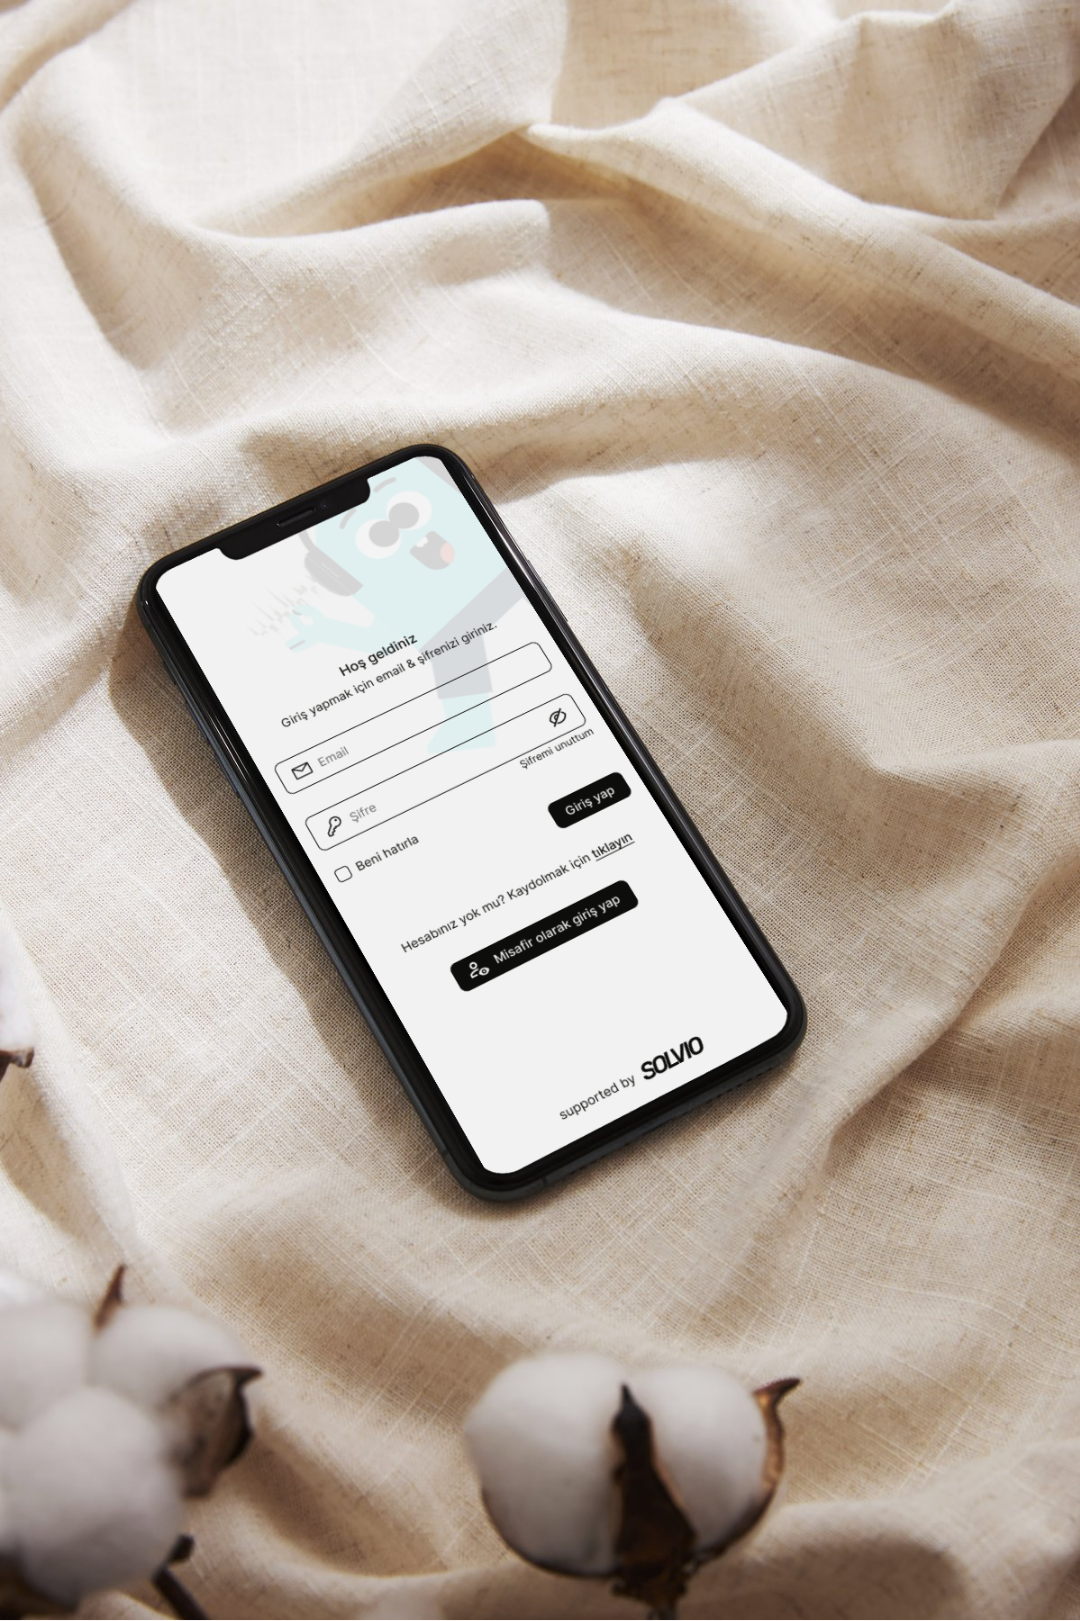 Hoş geldiniz
Giriş yapmak için email & şifrenizi giriniz.
Email
Şifre
Şifremi unuttum
Beni hatırla
Giriş yap
Hesabınız yok mu? Kaydolmak için tıklayın
Misafir olarak giriş yap
supported by SOLVIO